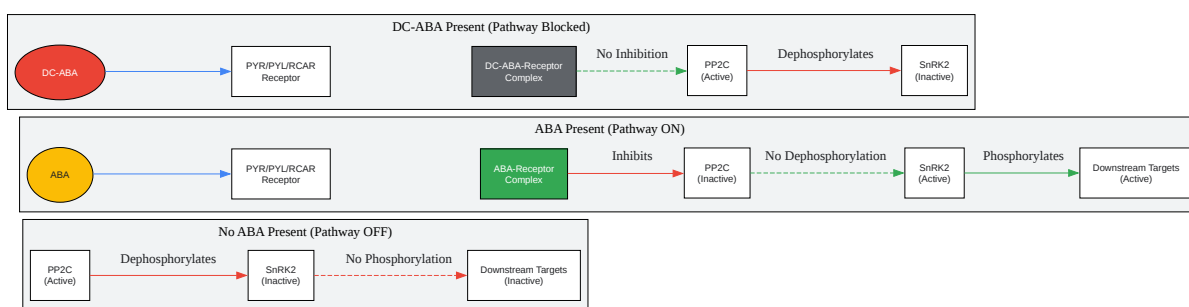 DC-ABA Present (Pathway Blocked)
DC-ABA
PYR/PYL/RCAR
Receptor
DC-ABA-Receptor
Complex
No Inhibition
PP2C
(Active)
Dephosphorylates
SnRK2
(Inactive)
ABA Present (Pathway ON)
ABA
PYR/PYL/RCAR
Receptor
ABA-Receptor
Complex
Inhibits
PP2C
(Inactive)
No Dephosphorylation
SnRK2
(Active)
Phosphorylates
Downstream Targets
(Active)
No ABA Present (Pathway OFF)
PP2C
(Active)
Dephosphorylates
SnRK2
(Inactive)
No Phosphorylation
Downstream Targets
(Inactive)